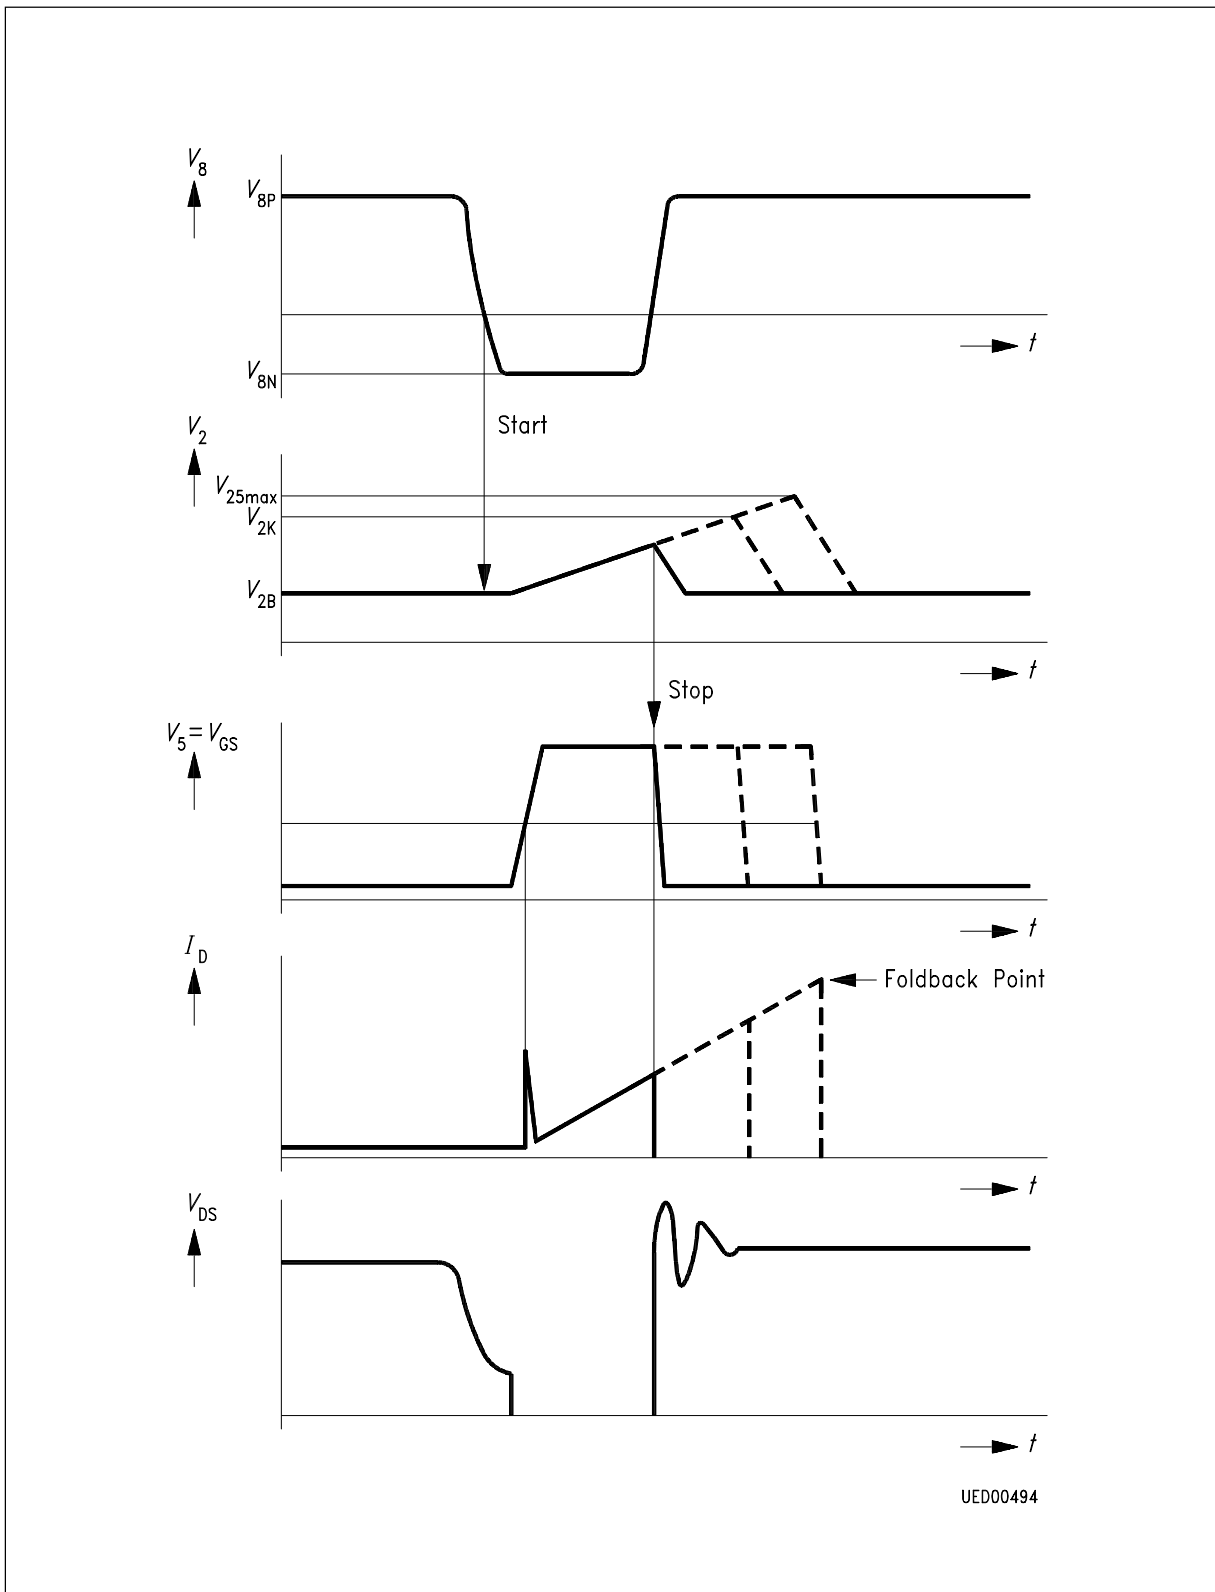 V8
V8P
t
V8N
Start
V2
V25max
V2K
V2B
t
Stop
V5=VGS
t
ID
Foldback Point
t
VDS
t
UED00494